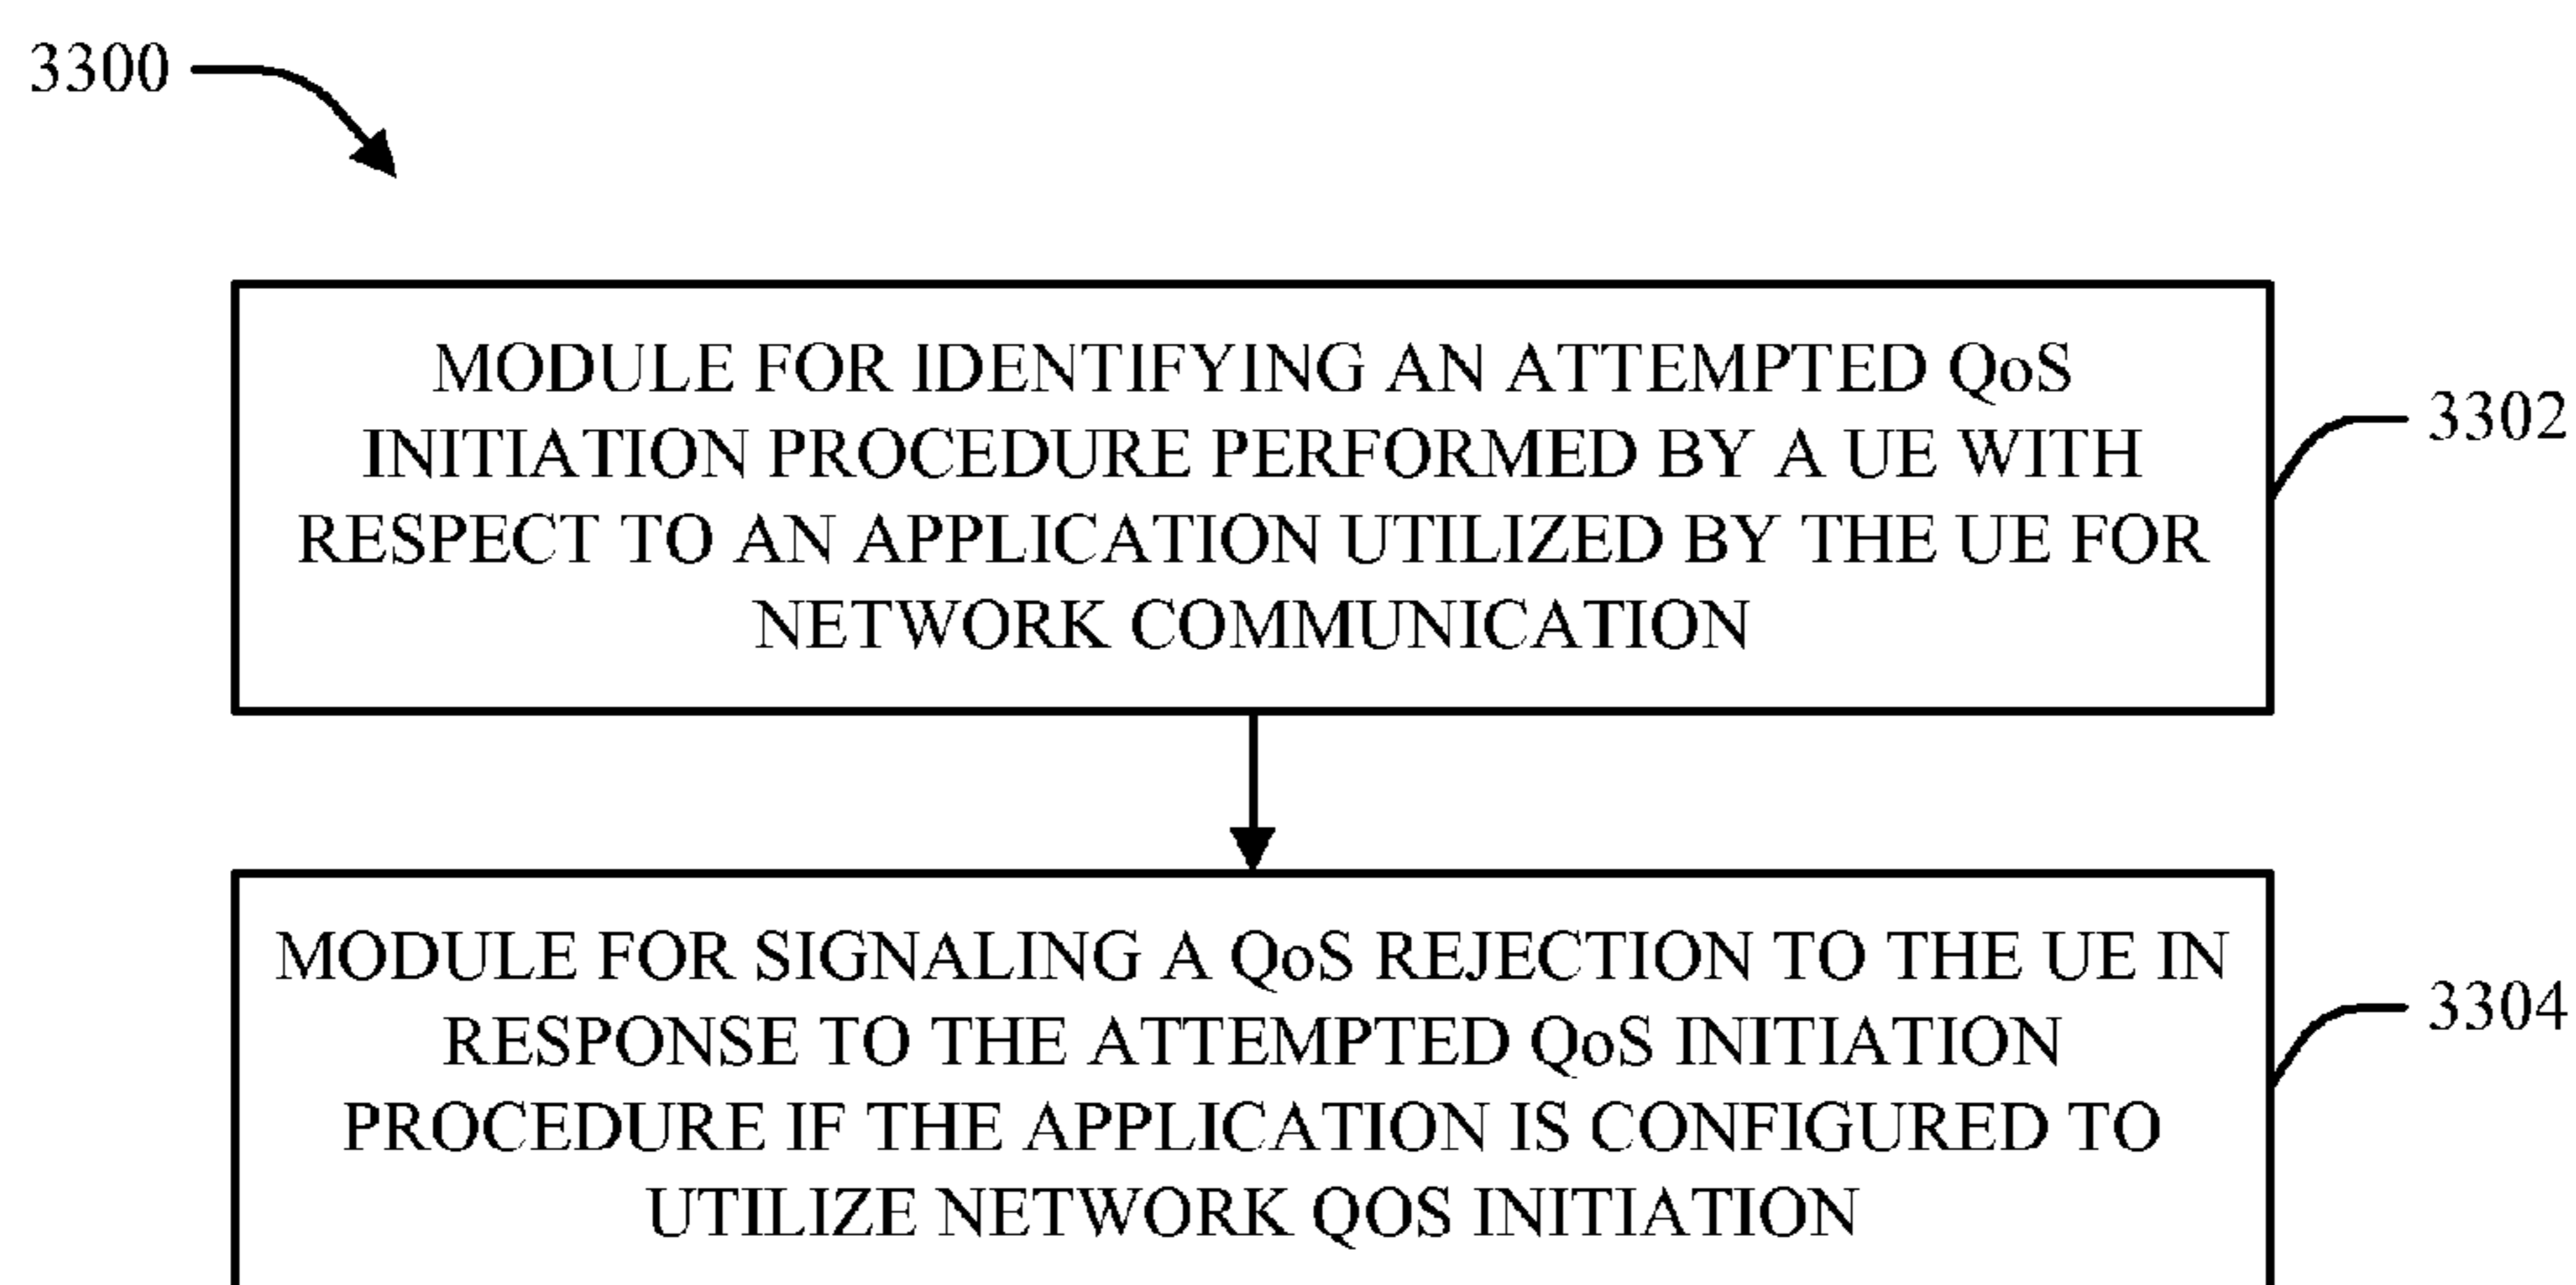 3300
MODULE FOR IDENTIFYING AN ATTEMPTED QoS
INITIATION PROCEDURE PERFORMED BY A UE WITH
RESPECT TO AN APPLICATION UTILIZED BY THE UE FOR
NETWORK COMMUNICATION
3302
MODULE FOR SIGNALING A QoS REJECTION TO THE UE IN
RESPONSE TO THE ATTEMPTED QoS INITIATION
PROCEDURE IF THE APPLICATION IS CONFIGURED TO
UTILIZE NETWORK QOS INITIATION
3304